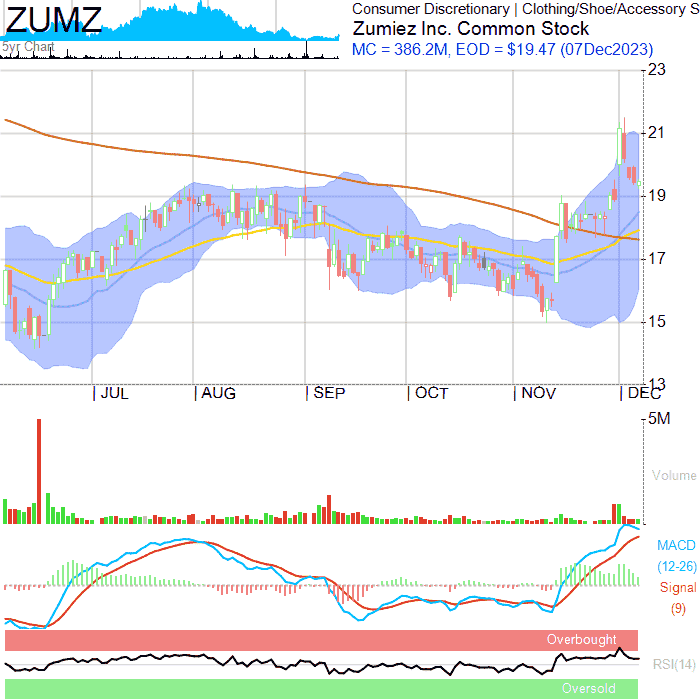 ZUMZ
5yr Chart
Consumer Discretionary | Clothing/Shoe/Accessory S
Zumiez Inc. Common Stock
MC = 386.2M, EOD = $19.47 (07Dec2023)
23
21
19
17
15
13
JUL AUG SEP OCT NOV DEC
5M
Volume
MACD
(12-26)
Signal
(9)
Overbought
RSI(14)
Oversold